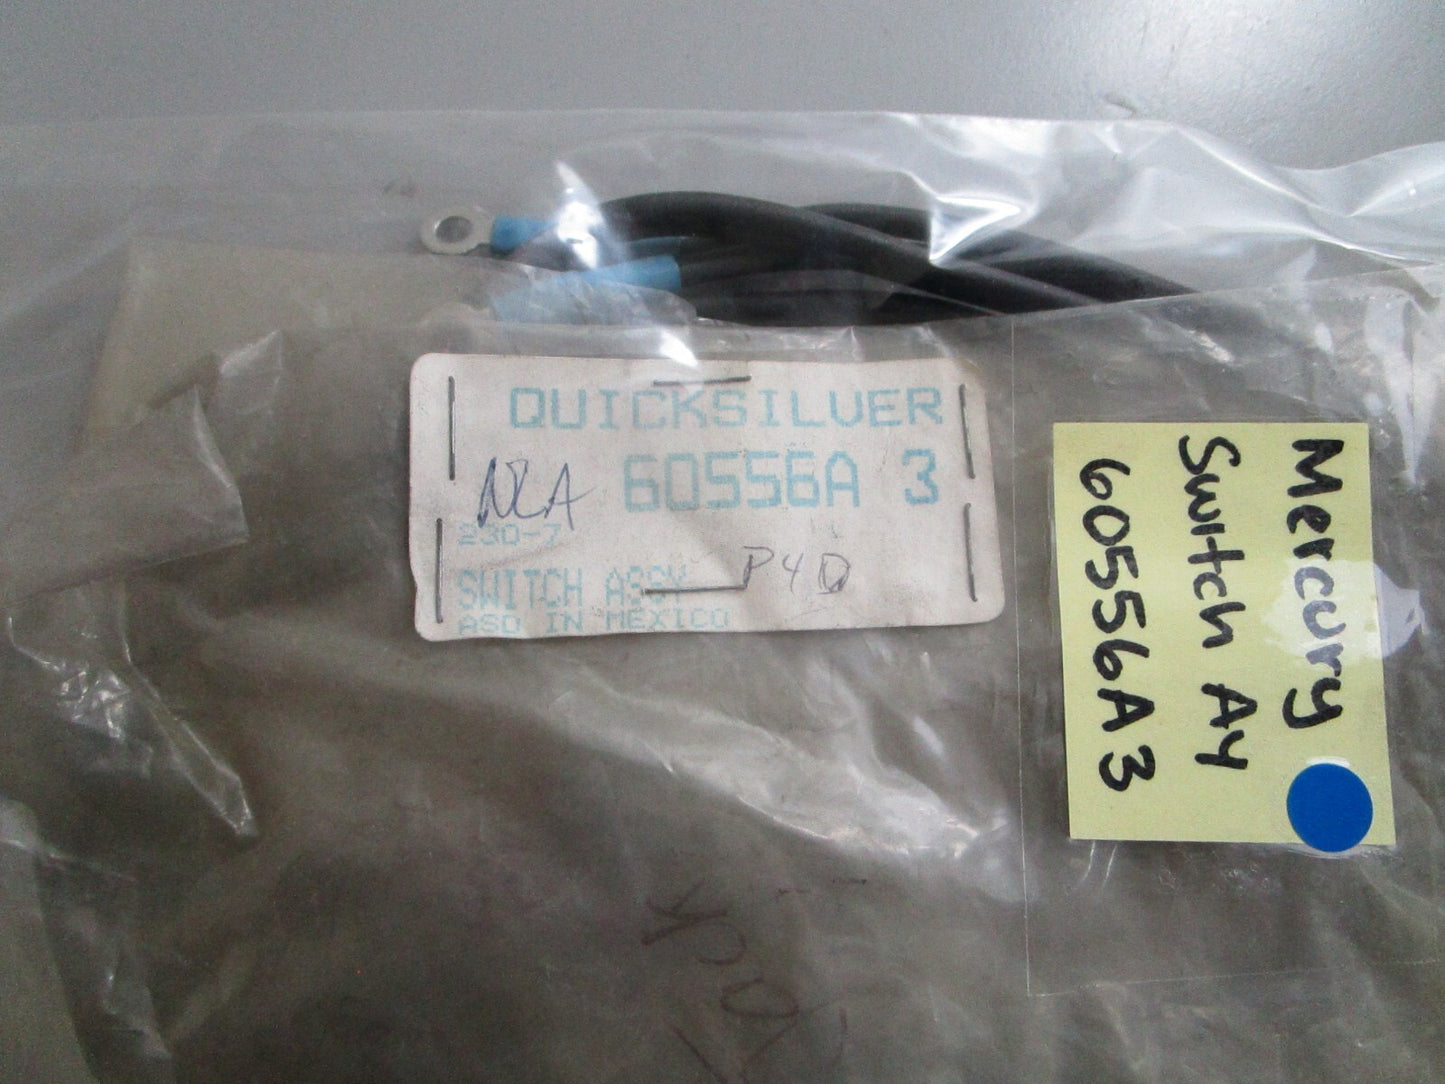 QUICKSILVER
NLA 60556A 3
230-7
SWITCH ASSY P4D
ASD IN MEXICO
Mercury
Switch Ay
60556A3